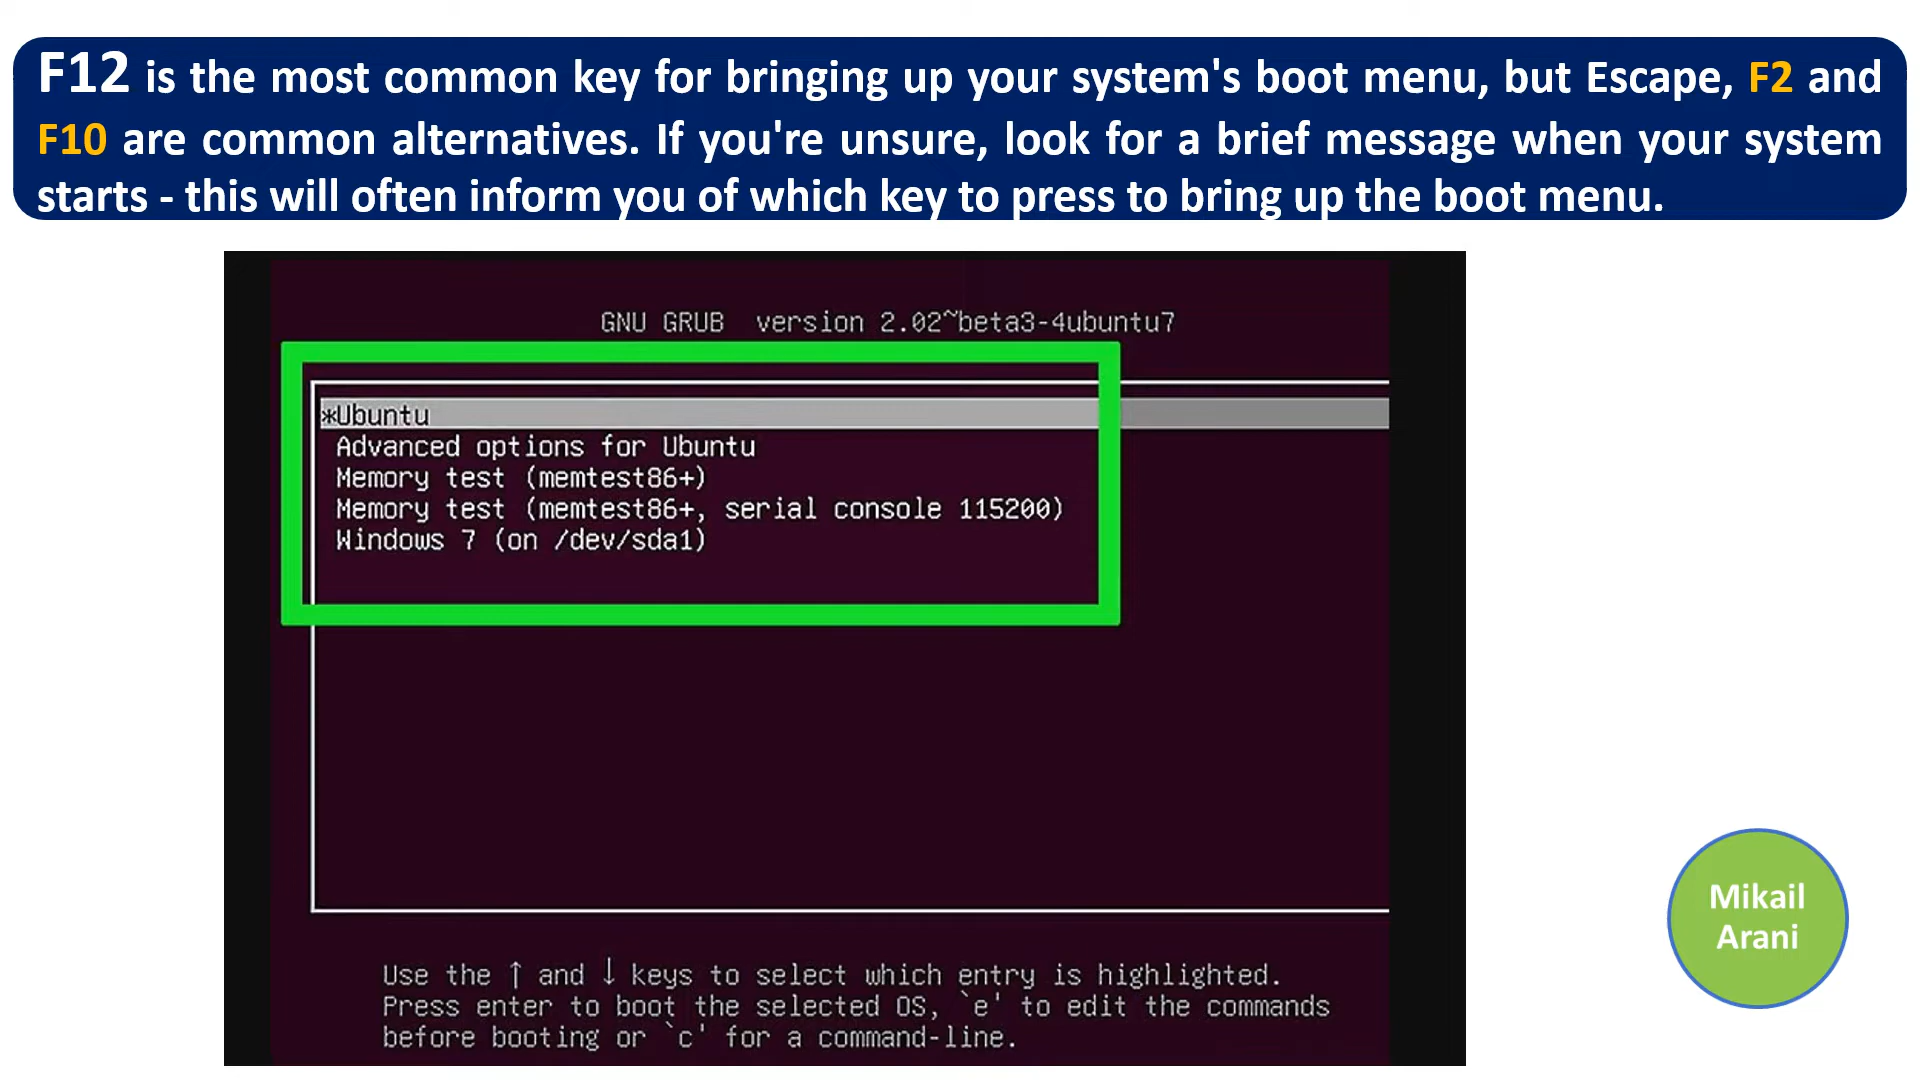 F12 is the most common key for bringing up your system's boot menu, but Escape, F2 and
F10 are common alternatives. If you're unsure, look for a brief message when your system
starts - this will often inform you of which key to press to bring up the boot menu.
GNU GRUB  version 2.02~beta3-4ubuntu7
*Ubuntu
Advanced options for Ubuntu
Memory test (memtest86+)
Memory test (memtest86+, serial console 115200)
Windows 7 (on /dev/sda1)
Use the ↑ and ↓ keys to select which entry is highlighted.
Press enter to boot the selected OS, `e' to edit the commands
before booting or `c' for a command-line.
Mikail
Arani